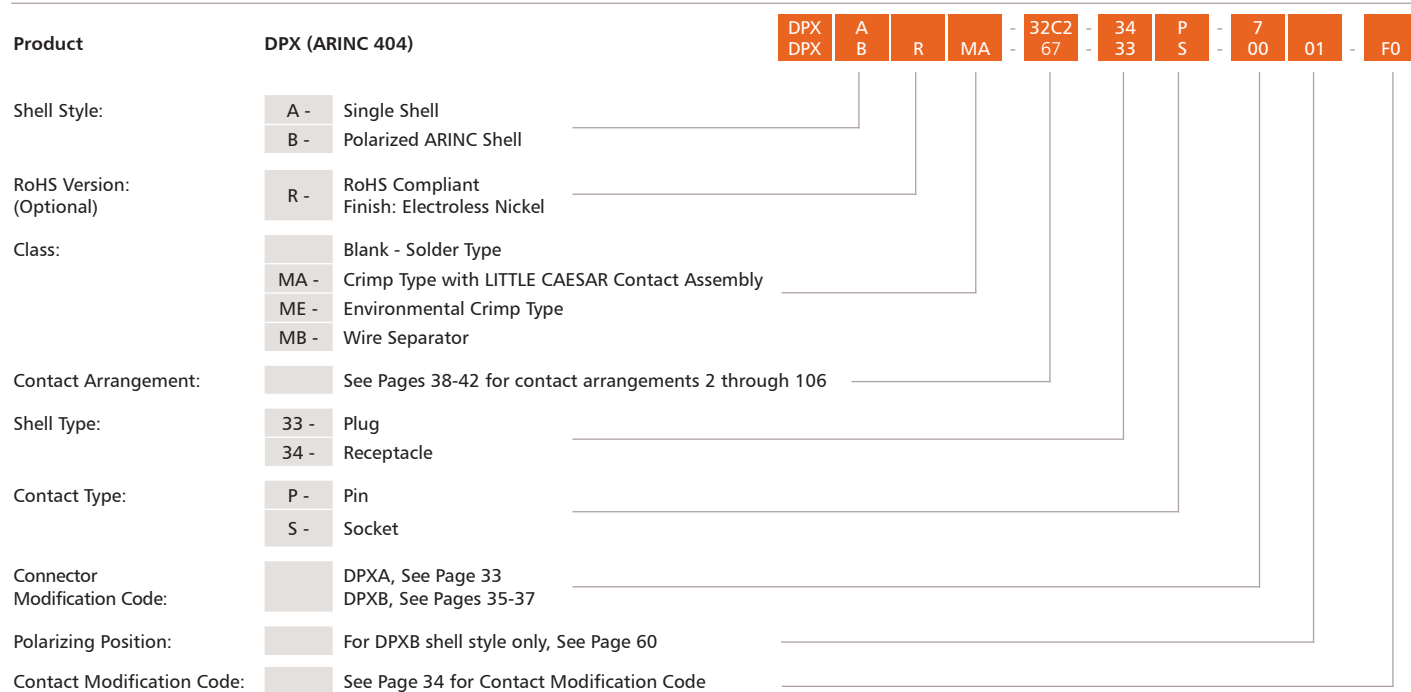 DPX A - 32C2 - 34 P - 7
Product DPX (ARINC 404) DPX B R MA - 67 - 33 S - 00 01 - F0
Shell Style: A - Single Shell
B - Polarized ARINC Shell
RoHS Version: R - RoHS Compliant
(Optional) Finish: Electroless Nickel
Class: Blank - Solder Type
MA - Crimp Type with LITTLE CAESAR Contact Assembly
ME - Environmental Crimp Type
MB - Wire Separator
Contact Arrangement: See Pages 38-42 for contact arrangements 2 through 106
Shell Type: 33 - Plug
34 - Receptacle
Contact Type: P - Pin
S - Socket
Connector DPXA, See Page 33
Modification Code: DPXB, See Pages 35-37
Polarizing Position: For DPXB shell style only, See Page 60
Contact Modification Code: See Page 34 for Contact Modification Code